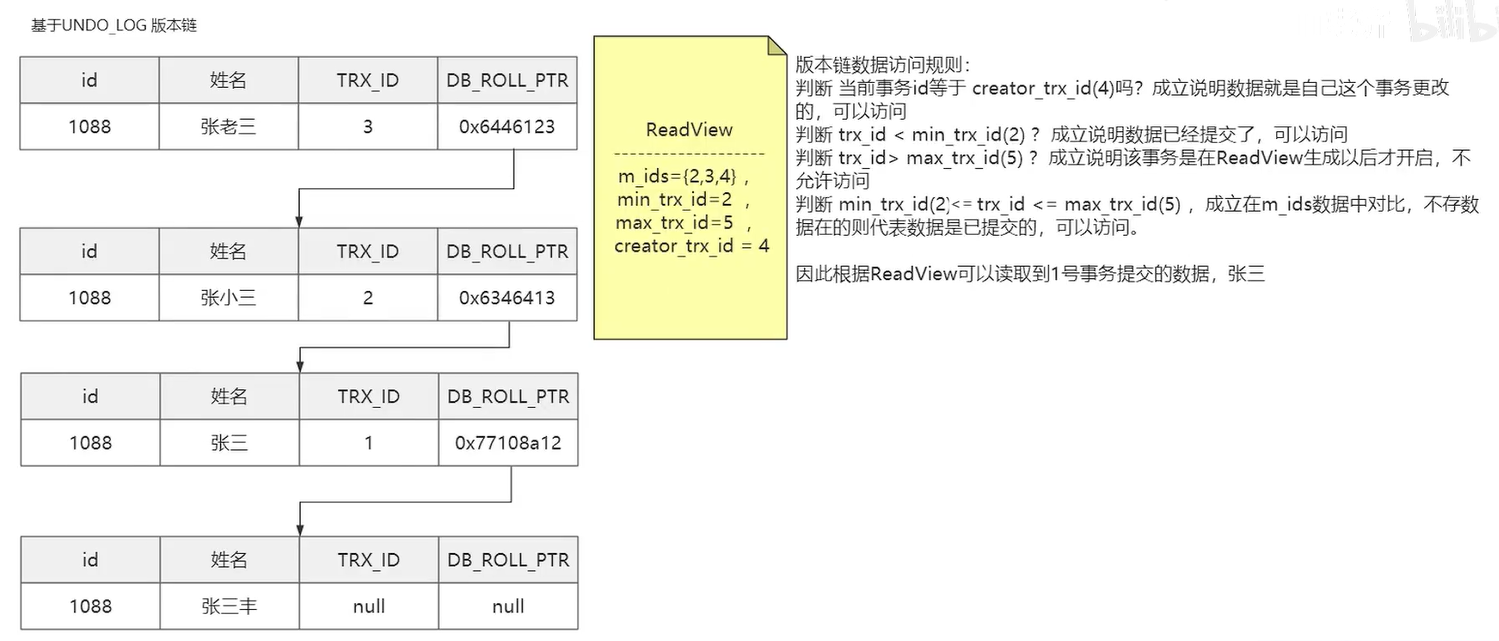 基于UNDO_LOG 版本链
id 姓名 TRX_ID DB_ROLL_PTR
1088 张老三 3 0x6446123
id 姓名 TRX_ID DB_ROLL_PTR
1088 张小三 2 0x6346413
id 姓名 TRX_ID DB_ROLL_PTR
1088 张三 1 0x77108a12
id 姓名 TRX_ID DB_ROLL_PTR
1088 张三丰 null null
ReadView
m_ids={2,3,4} ,
min_trx_id=2 ,
max_trx_id=5 ,
creator_trx_id = 4
版本链数据访问规则：
判断 当前事务id等于 creator_trx_id(4)吗？成立说明数据就是自己这个事务更改
的，可以访问
判断 trx_id < min_trx_id(2) ？ 成立说明数据已经提交了，可以访问
判断 trx_id> max_trx_id(5) ？成立说明该事务是在ReadView生成以后才开启，不
允许访问
判断 min_trx_id(2)<= trx_id <= max_trx_id(5) ，成立在m_ids数据中对比，不存数
据在的则代表数据是已提交的，可以访问。
因此根据ReadView可以读取到1号事务提交的数据，张三
bilibili